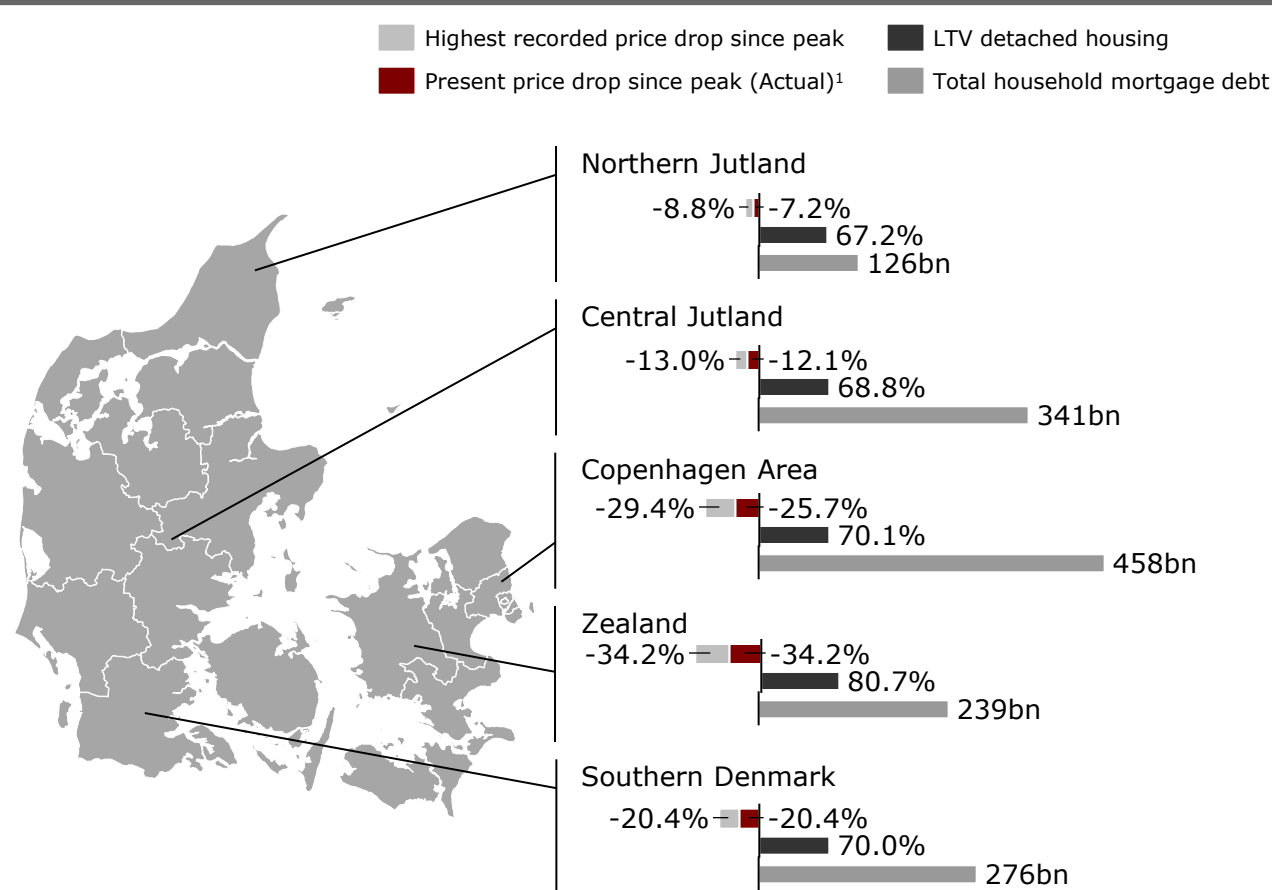 Highest recorded price drop since peak
LTV detached housing
Present price drop since peak (Actual)¹
Total household mortgage debt
Northern Jutland
-8.8% -7.2%
67.2%
126bn
Central Jutland
-13.0% -12.1%
68.8%
341bn
Copenhagen Area
-29.4% -25.7%
70.1%
458bn
Zealand
-34.2% -34.2%
80.7%
239bn
Southern Denmark
-20.4% -20.4%
70.0%
276bn